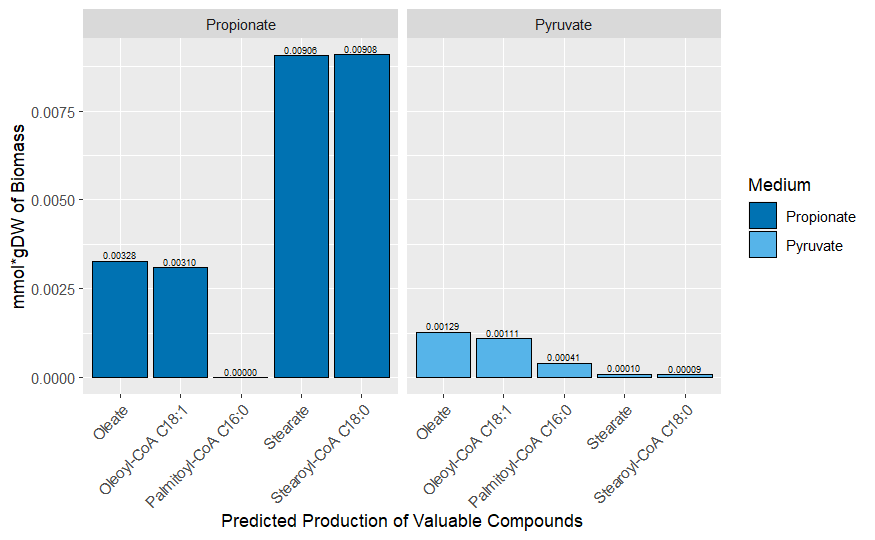 Propionate
Pyruvate
mmol*gDW of Biomass
0.0075
0.0050
0.0025
0.0000
0.00328
0.00310
0.00000
0.00906
0.00908
0.00129
0.00111
0.00041
0.00010
0.00009
Oleate
Oleoyl-CoA C18:1
Palmitoyl-CoA C16:0
Stearate
Stearoyl-CoA C18:0
Oleate
Oleoyl-CoA C18:1
Palmitoyl-CoA C16:0
Stearate
Stearoyl-CoA C18:0
Predicted Production of Valuable Compounds
Medium
Propionate
Pyruvate